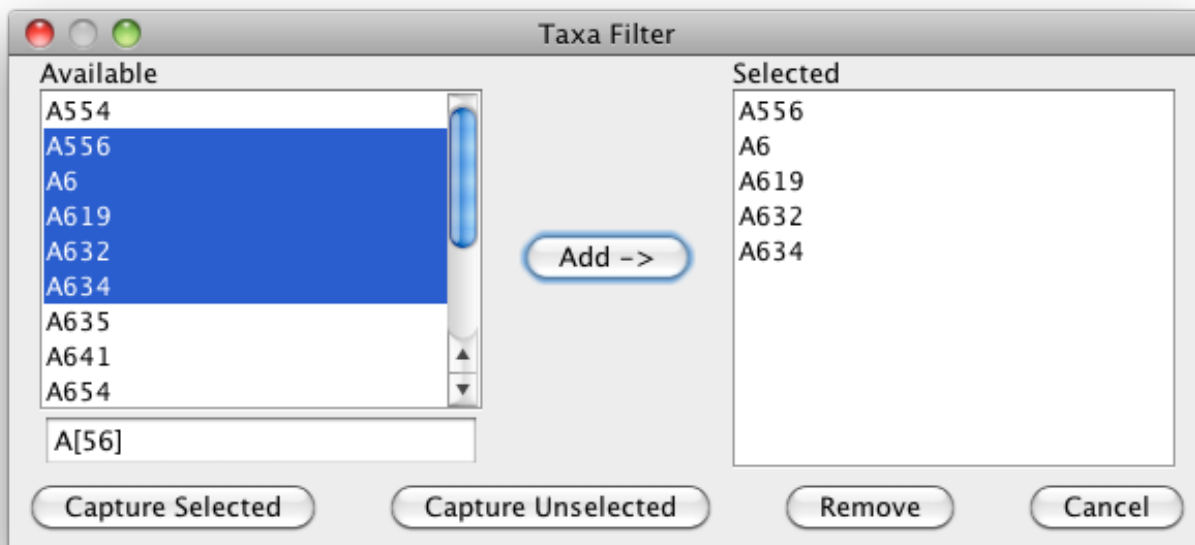 Taxa Filter
Available
A554
A556
A6
A619
A632
A634
A635
A641
A654
A[56]
Add ->
Selected
A556
A6
A619
A632
A634
Capture Selected
Capture Unselected
Remove
Cancel